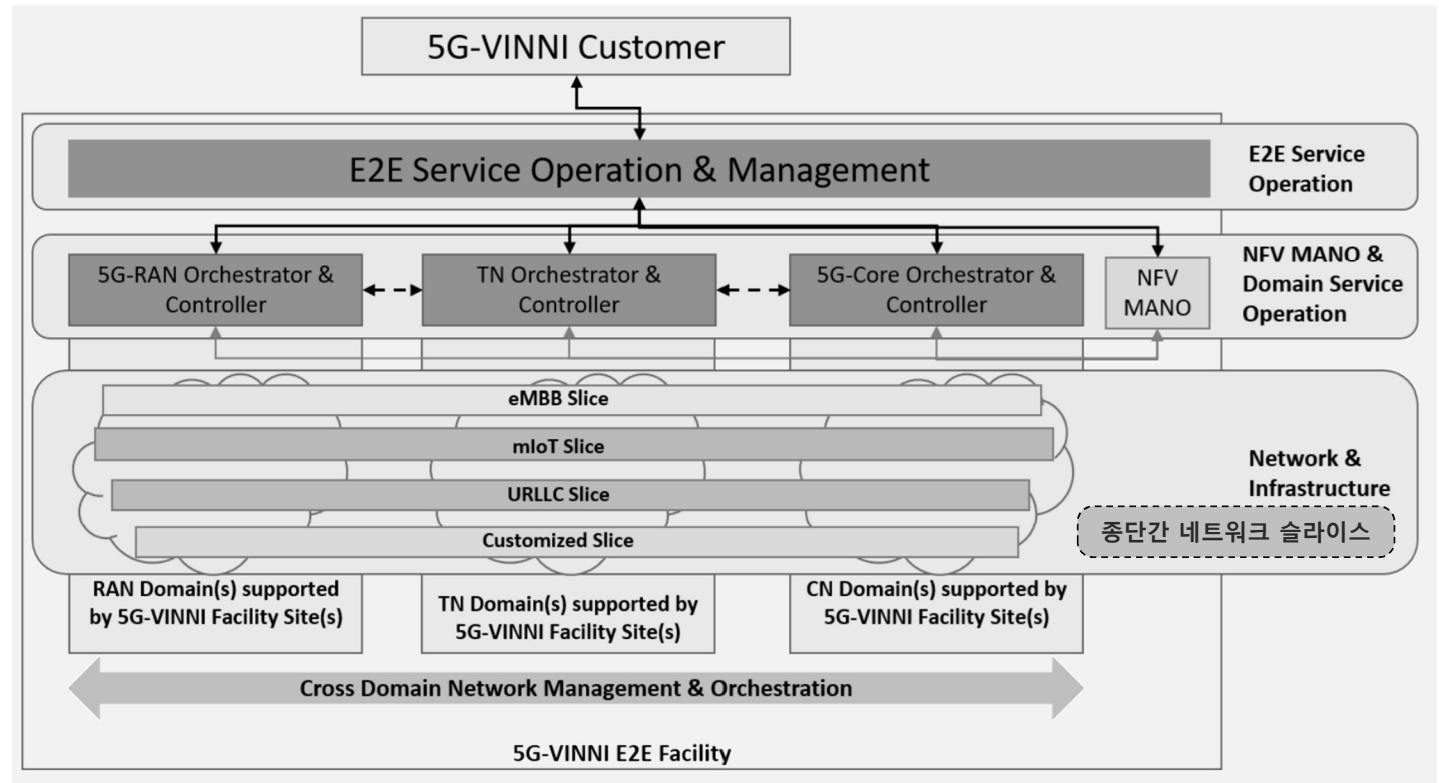 5G-VINNI Customer
E2E Service Operation & Management
E2E Service
Operation
5G-RAN Orchestrator &
Controller
TN Orchestrator &
Controller
5G-Core Orchestrator &
Controller
NFV
MANO
NFV MANO &
Domain Service
Operation
eMBB Slice
mIoT Slice
URLLC Slice
Customized Slice
Network &
Infrastructure
종단간 네트워크 슬라이스
RAN Domain(s) supported
by 5G-VINNI Facility Site(s)
TN Domain(s) supported by
5G-VINNI Facility Site(s)
CN Domain(s) supported by
5G-VINNI Facility Site(s)
Cross Domain Network Management & Orchestration
5G-VINNI E2E Facility